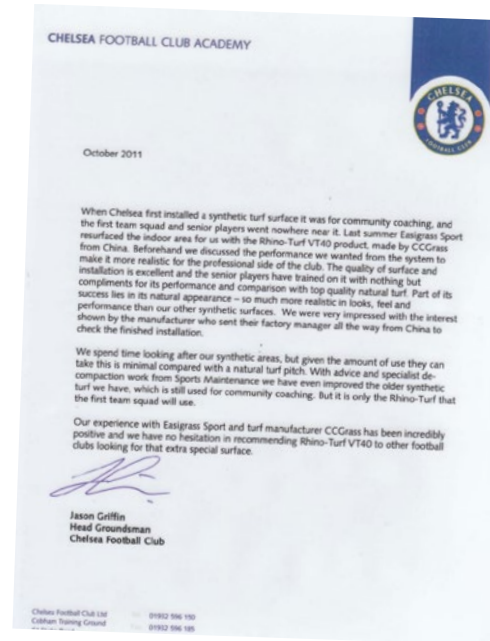 CHELSEA FOOTBALL CLUB ACADEMY
CHELSEA
FOOTBALL CLUB
October 2011
When Chelsea first installed a synthetic turf surface it was for community coaching, and
the first team squad and senior players went nowhere near it. Last summer Easigrass Sport
resurfaced the indoor area for us with the Rhino-Turf VT40 product, made by CCGrass
from China. Beforehand we discussed the performance we wanted from the system to
make it more realistic for the professional side of the club. The quality of surface and
installation is excellent and the senior players have trained on it with nothing but
compliments for its performance and comparison with top quality natural turf. Part of its
success lies in its natural appearance – so much more realistic in looks, feel and
performance than our other synthetic surfaces. We were very impressed with the interest
shown by the manufacturer who sent their factory manager all the way from China to
check the finished installation.
We spend time looking after our synthetic areas, but given the amount of use they can
take this is minimal compared with a natural turf pitch. With advice and specialist de-
compaction work from Sports Maintenance we have even improved the older synthetic
turf we have, which is still used for community coaching. But it is only the Rhino-Turf that
the first team squad will use.
Our experience with Easigrass Sport and turf manufacturer CCGrass has been incredibly
positive and we have no hesitation in recommending Rhino-Turf VT40 to other football
clubs looking for that extra special surface.
Jason Griffin
Head Groundsman
Chelsea Football Club
Chelsea Football Club Ltd
Cobham Training Ground
01932 596 150
01932 596 185